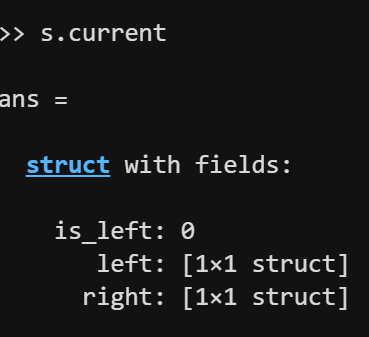 >> s.current
ans =
struct with fields:
is_left: 0
left: [1×1 struct]
right: [1×1 struct]